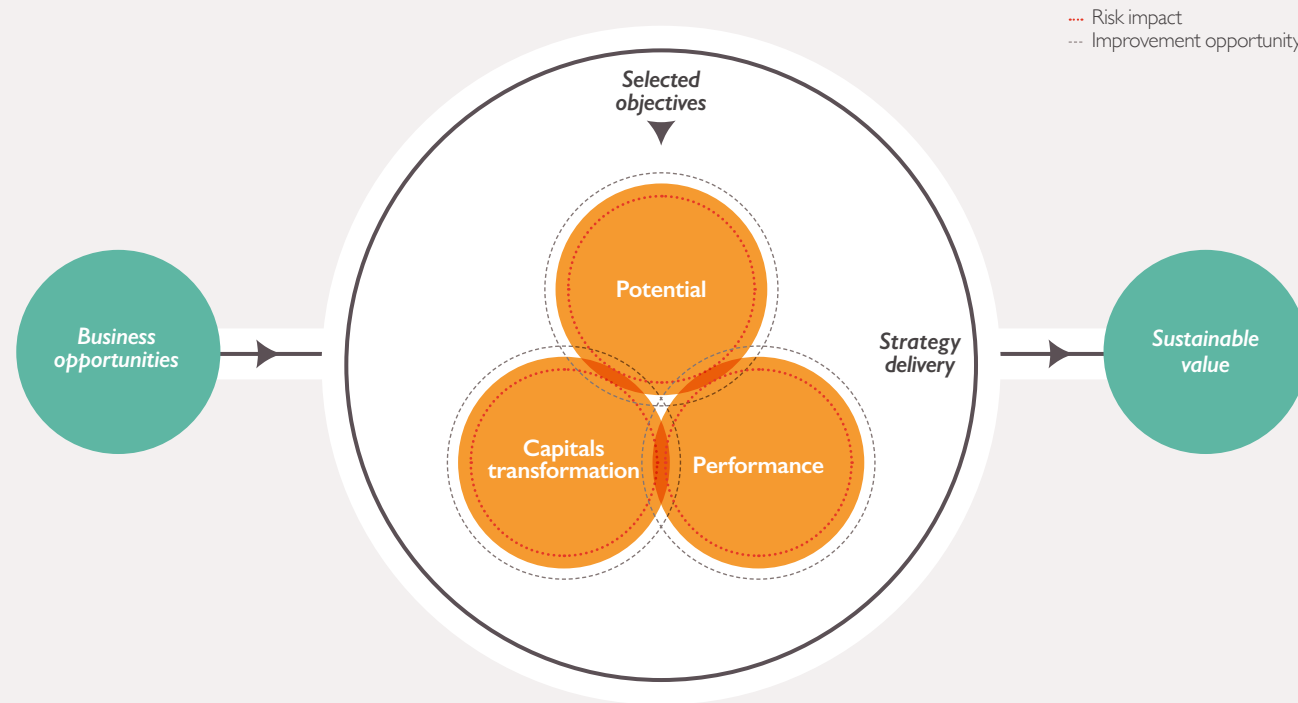 Risk impact
Improvement opportunity
Selected
objectives
Potential
Business
opportunities
Strategy
delivery
Sustainable
value
Capitals
transformation
Performance